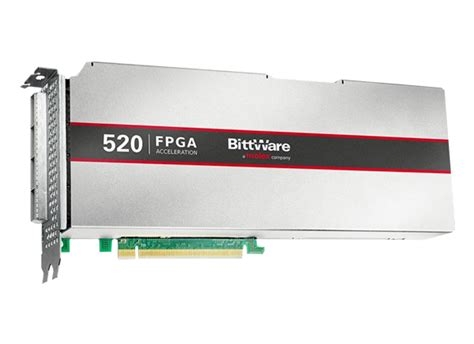 520 FPGA
ACCELERATION
BittWare
a molex company